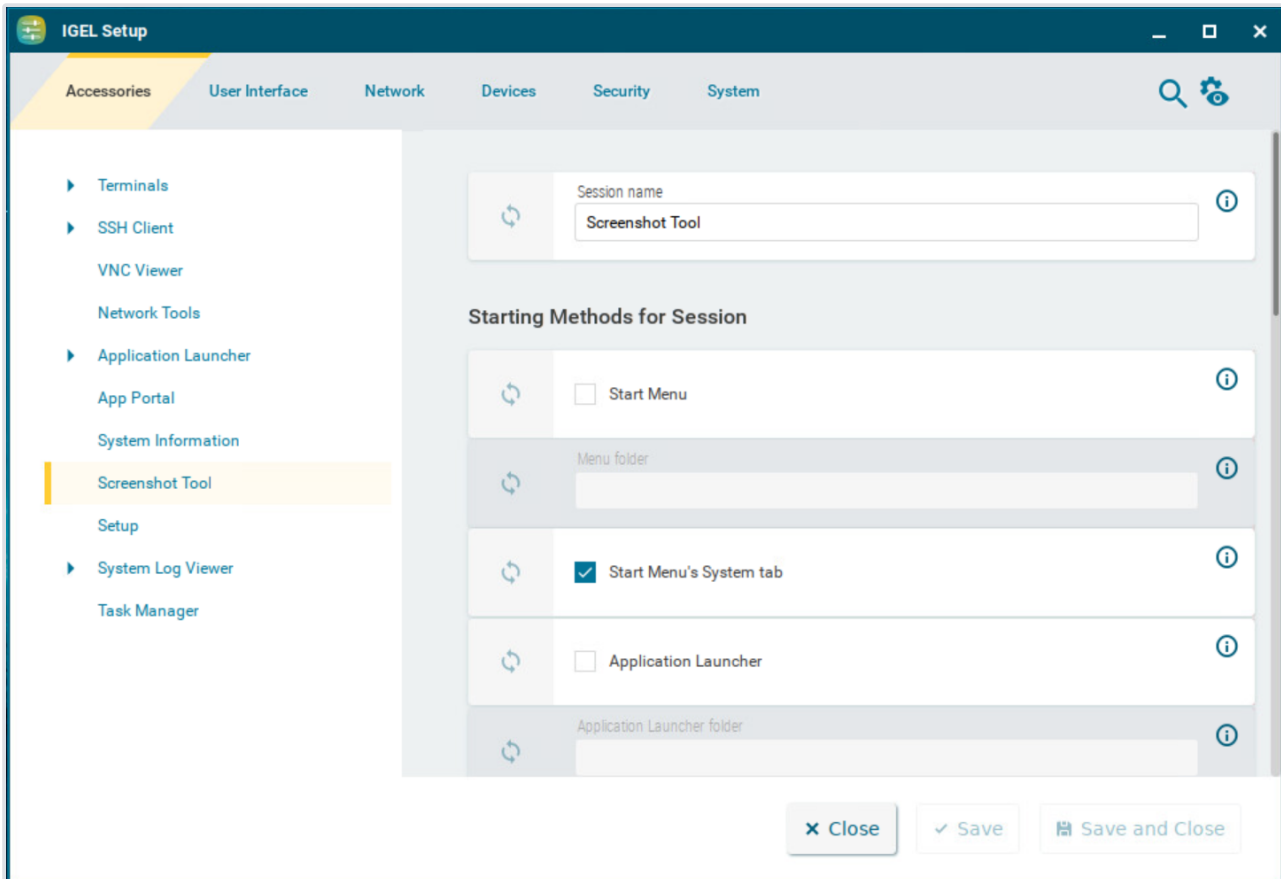 IGEL Setup
Accessories
User Interface
Network
Devices
Security
System
Terminals
SSH Client
VNC Viewer
Network Tools
Application Launcher
App Portal
System Information
Screenshot Tool
Setup
System Log Viewer
Task Manager
Session name
Screenshot Tool
Starting Methods for Session
Start Menu
Menu folder
Start Menu's System tab
Application Launcher
Application Launcher folder
Close
Save
Save and Close